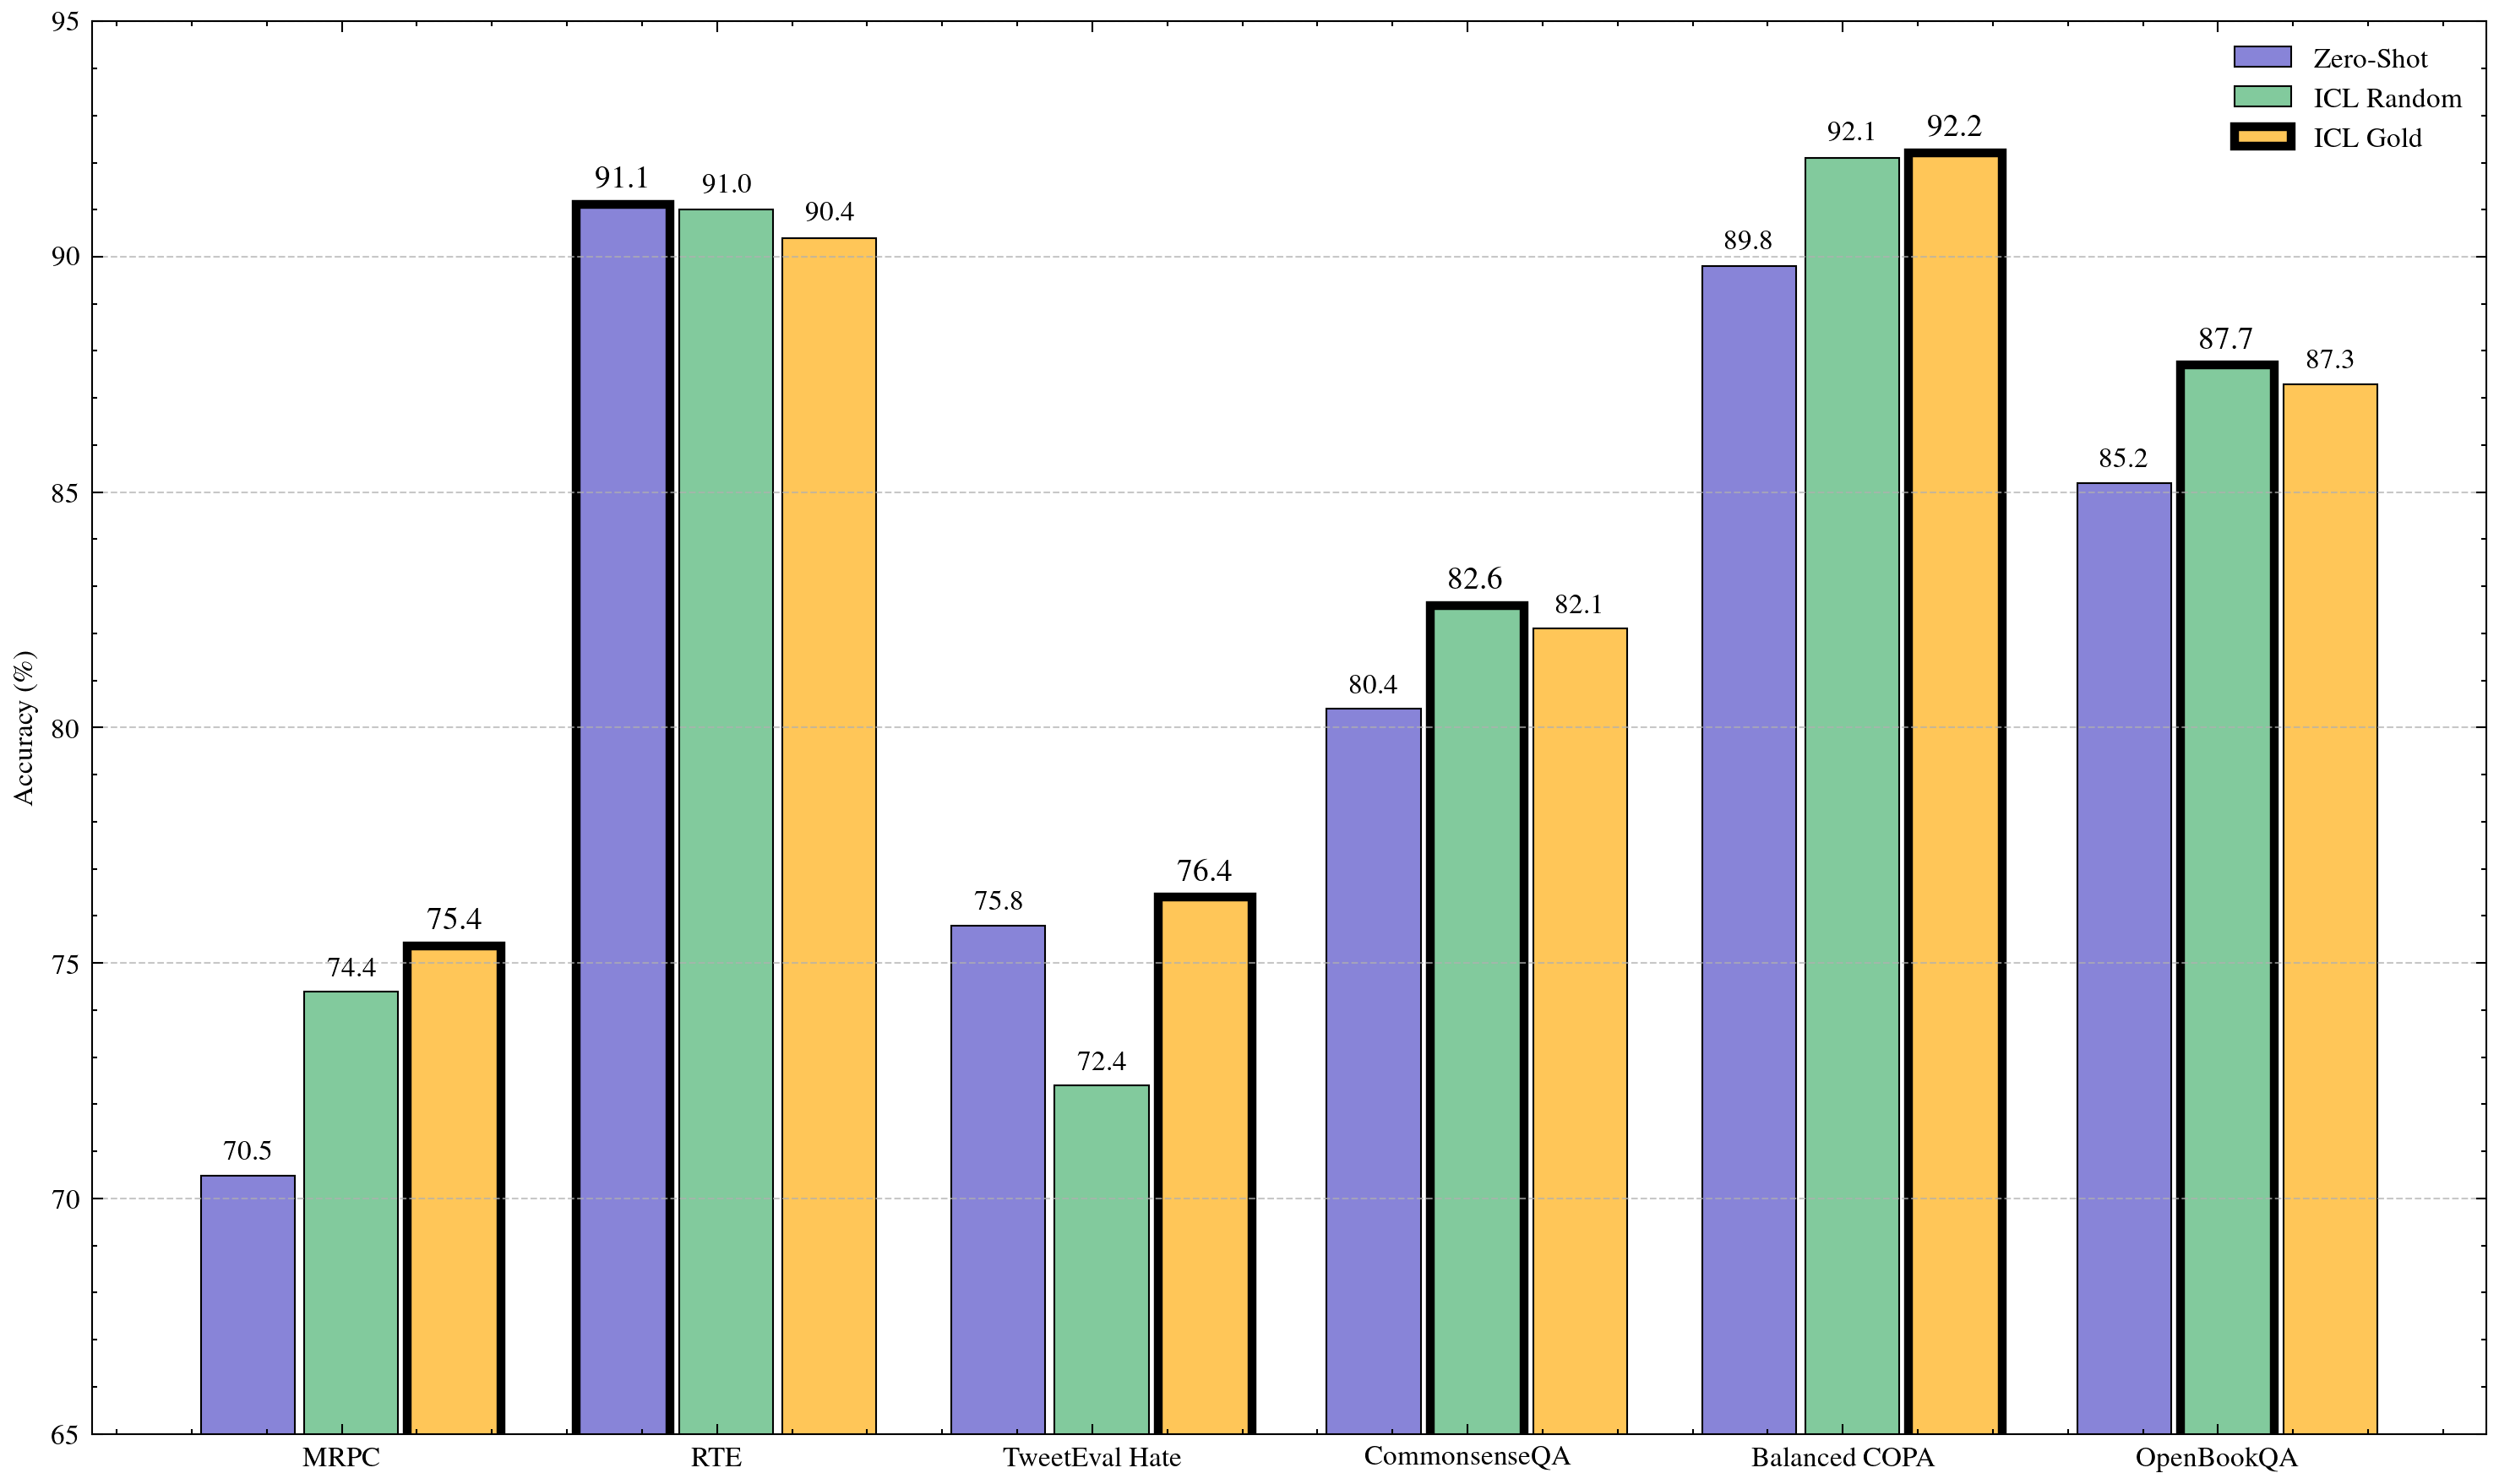 95
90
85
80
75
70
65
Accuracy (%)
Zero-Shot
ICL Random
ICL Gold
70.5
74.4
75.4
91.1
91.0
90.4
75.8
72.4
76.4
80.4
82.6
82.1
89.8
92.1
92.2
85.2
87.7
87.3
MRPC
RTE
TweetEval Hate
CommonsenseQA
Balanced COPA
OpenBookQA